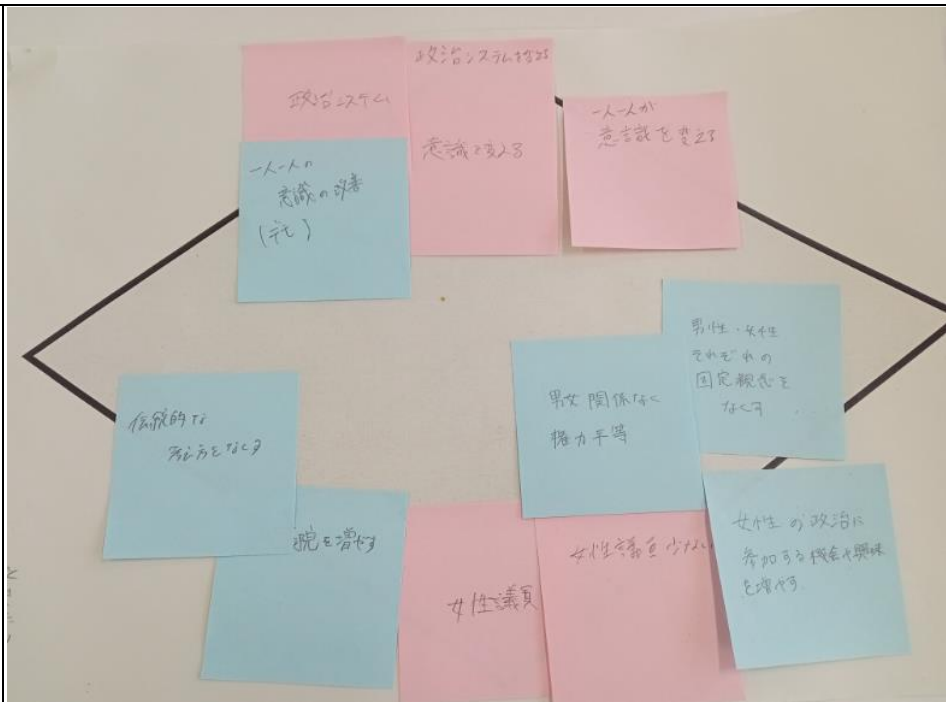 政治システム
政治システムを変える
意識を変える
一人一人が
意識を変える
一人一人の
意識の改善
(デモ)
男性・女性
それぞれの
固定観念を
なくす
男女関係なく
権力平等
伝統的な
考え方をなくす
税を増やす
女性議員
女性議員少ない
女性が政治に
参加する機会や興味
を増やす